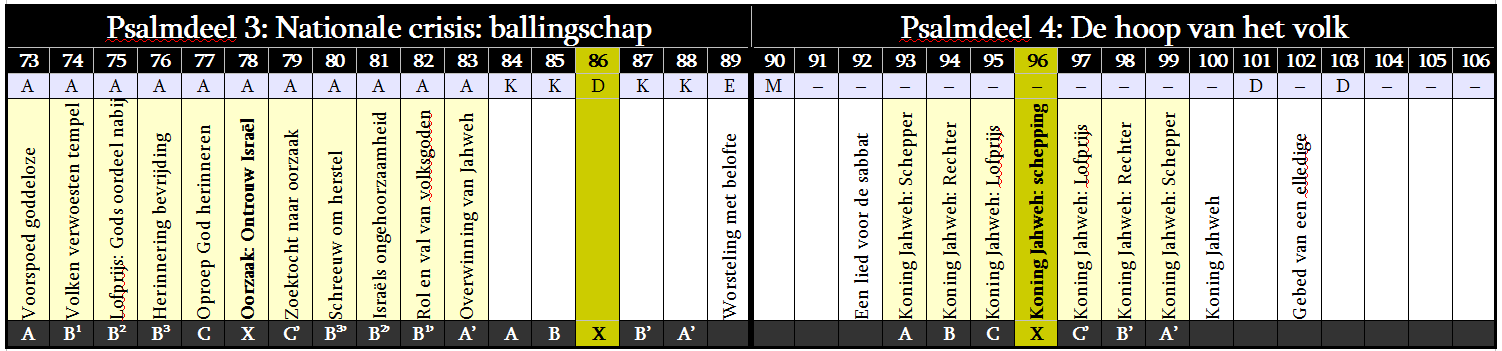 Psalmdeel 3: Nationale crisis: ballingschap Psalmdeel 4: De hoop van het volk
73 74 75 76 77 78 79 80 81 82 83 84 85 86 87 88 89 90 91 92 93 94 95 96 97 98 99 100 101 102 103 104 105 106
A A A A A A A A A A A K K D K K E M – – – – – – – – – – D – D – – –
Voorspoed goddeloze
Volken verwoesten tempel
Lofprijs: Gods oordeel nabij
Herinnering bevrijding
Oproep God herinneren
Oorzaak: Ontrouw Israël
Zoektocht naar oorzaak
Schreeuw om herstel
Israëls ongehoorzaamheid
Rol en val van volksgoden
Overwinning van Jahweh
Worsteling met belofte
Een lied voor de sabbat
Koning Jahweh: Schepper
Koning Jahweh: Rechter
Koning Jahweh: Lofprijs
Koning Jahweh: schepping
Koning Jahweh: Lofprijs
Koning Jahweh: Rechter
Koning Jahweh: Schepper
Koning Jahweh
Gebed van een elledige
A B¹ B² B³ C X C’ B³’ B²’ B¹’ A’ A B X B’ A’ A B C X C’ B’ A’